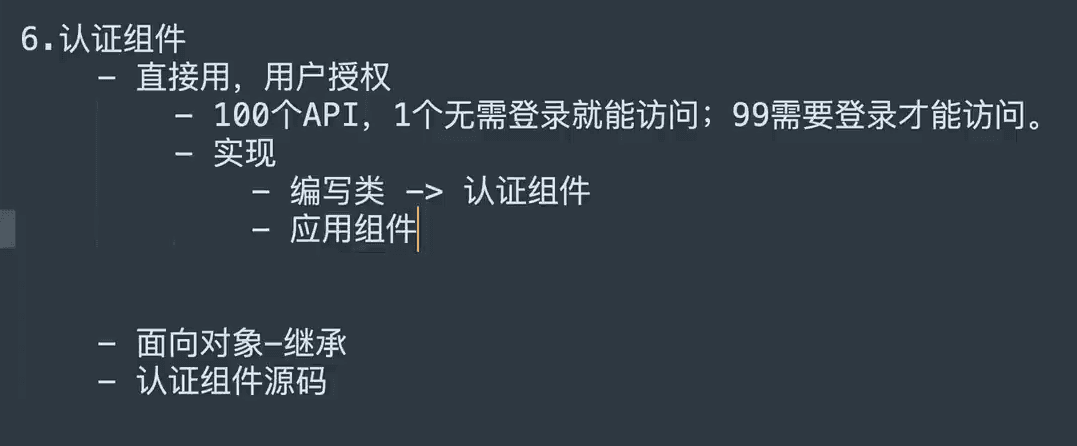 6.认证组件
- 直接用，用户授权
- 100个API，1个无需登录就能访问；99需要登录才能访问。
- 实现
- 编写类 -> 认证组件
- 应用组件
- 面向对象-继承
- 认证组件源码